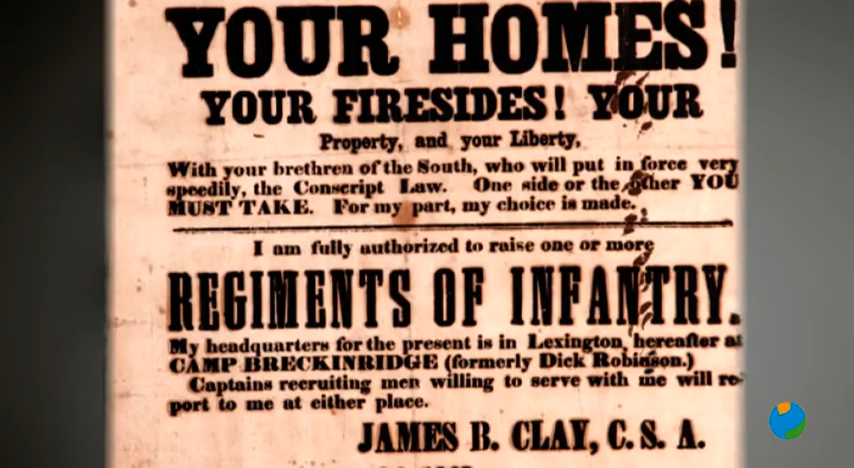 YOUR HOMES!
YOUR FIRESIDES! YOUR
Property, and your Liberty,
With your brethren of the South, who will put in force very
speedily, the Conscript Law. One side or the other YOU
MUST TAKE. For my part, my choice is made.
I am fully authorized to raise one or more
REGIMENTS OF INFANTRY.
My headquarters for the present is in Lexington, hereafter at
CAMP BRECKINRIDGE (formerly Dick Robinson.)
Captains recruiting men willing to serve with me will re-
port to me at either place.
JAMES B. CLAY, C. S. A.